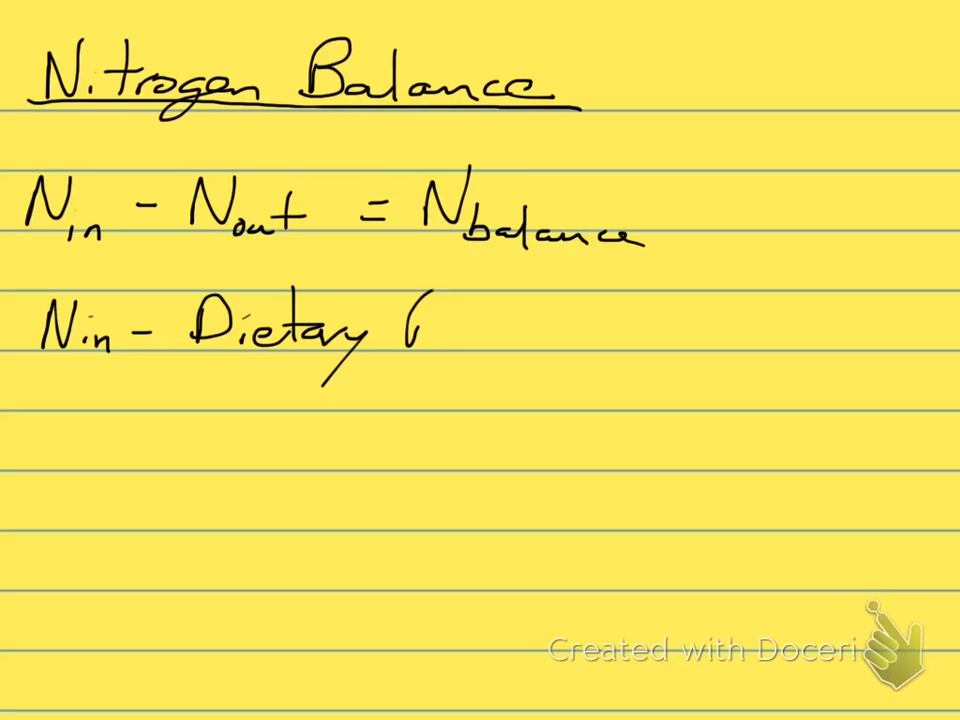 Nitrogen Balance
Nin - Nout = Nbalance
Nin - Dietary (
Created with Doceri